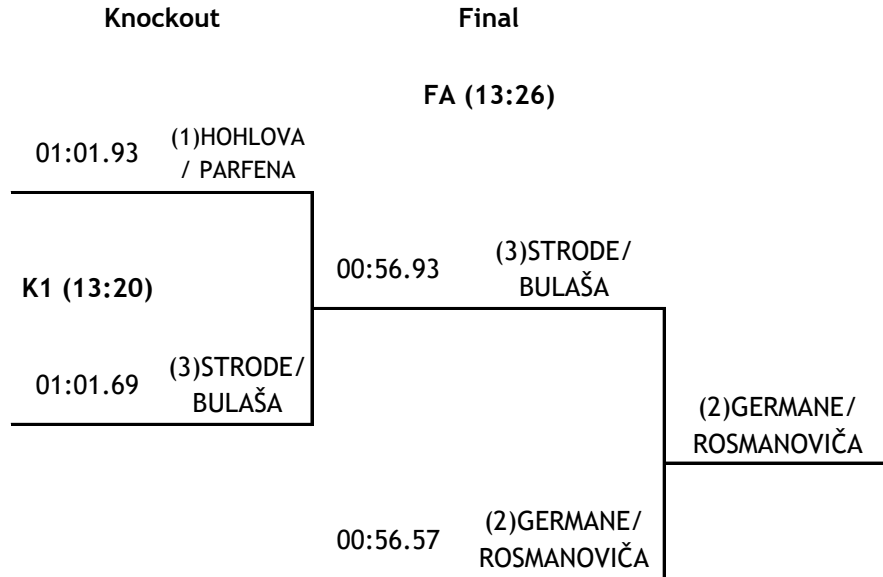 Knockout Final
FA (13:26)
01:01.93 (1)HOHLOVA
/ PARFENA
00:56.93 (3)STRODE/
BULAŠA
K1 (13:20)
01:01.69 (3)STRODE/
BULAŠA
(2)GERMANE/
ROSMANOVIČA
00:56.57 (2)GERMANE/
ROSMANOVIČA